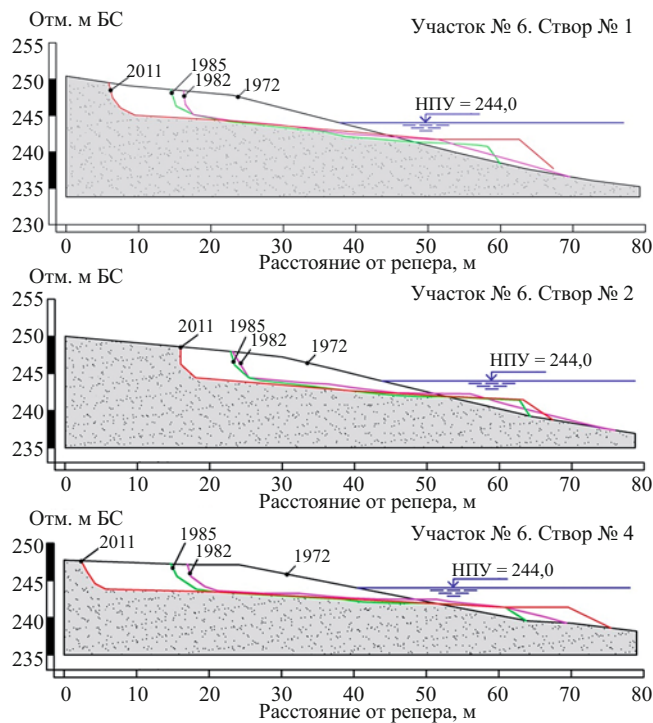 Отм. м БС
Участок № 6. Створ № 1
255
250
245
240
235
230
2011
1985
1982
1972
НПУ = 244,0
0 10 20 30 40 50 60 70 80
Расстояние от репера, м
Отм. м БС
Участок № 6. Створ № 2
255
250
245
240
235
2011
1985
1982
1972
НПУ = 244,0
0 10 20 30 40 50 60 70 80
Расстояние от репера, м
Отм. м БС
Участок № 6. Створ № 4
250
245
240
235
2011
1985
1982
1972
НПУ = 244,0
0 10 20 30 40 50 60 70 80
Расстояние от репера, м